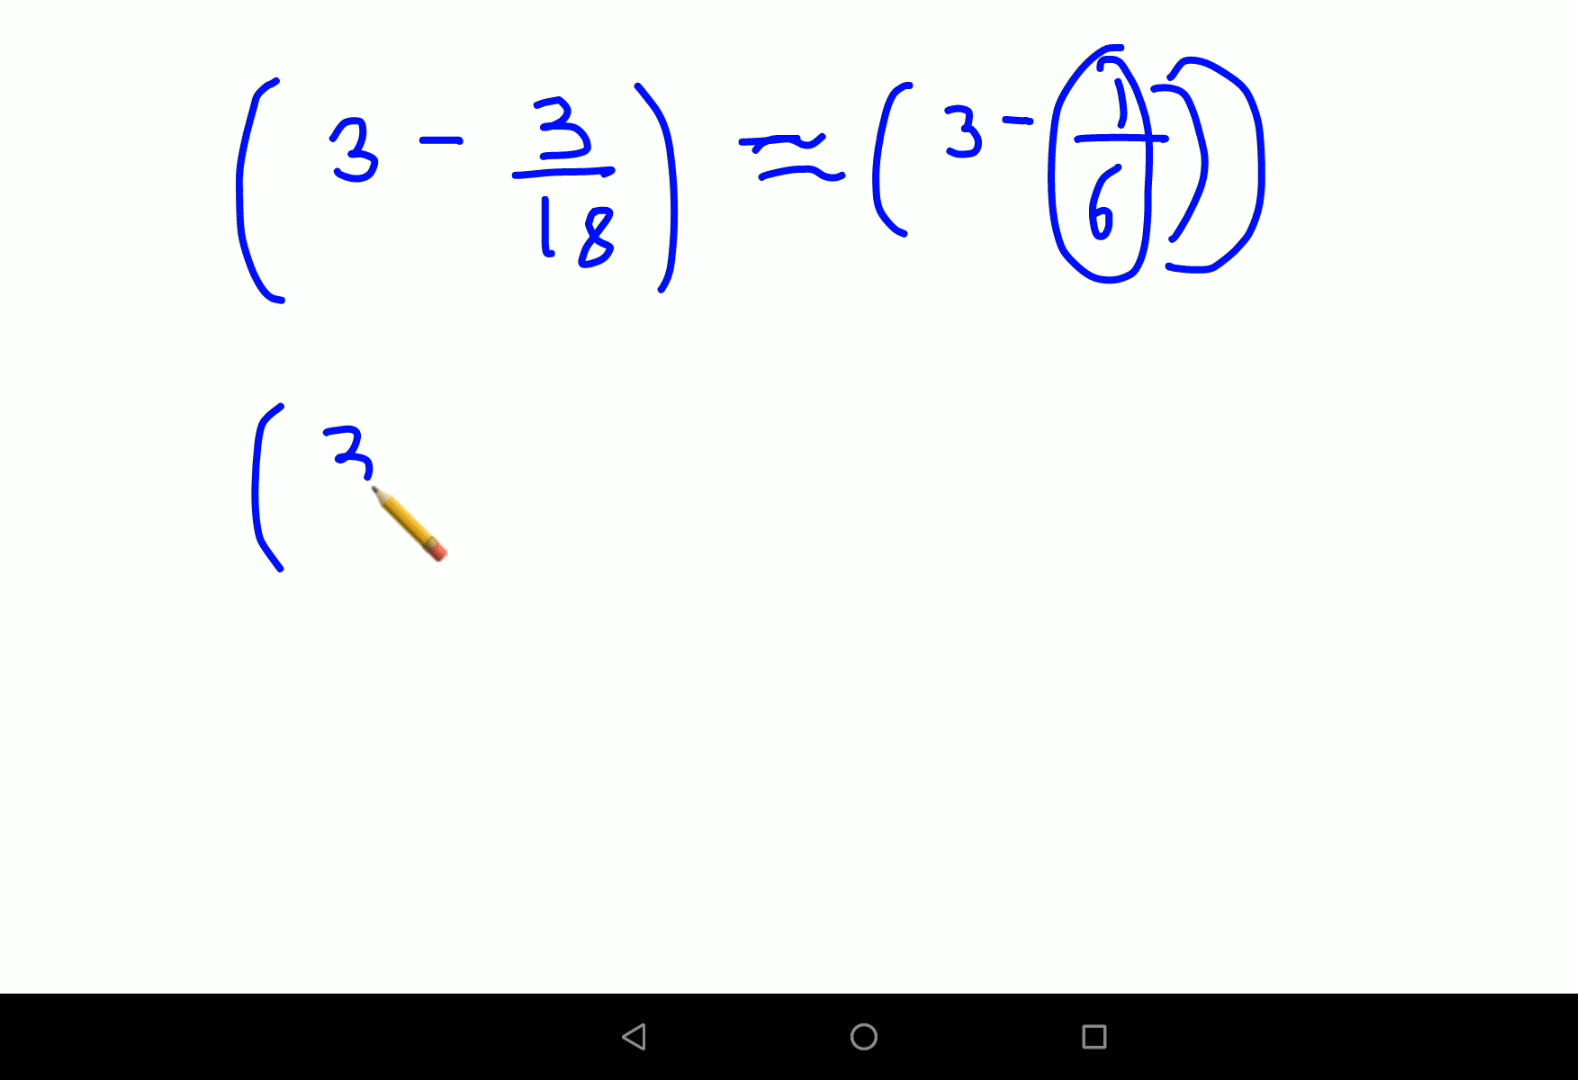 ( 3 - 3/18 ) ≈ ( 3 - 1/6 ) )
( 3